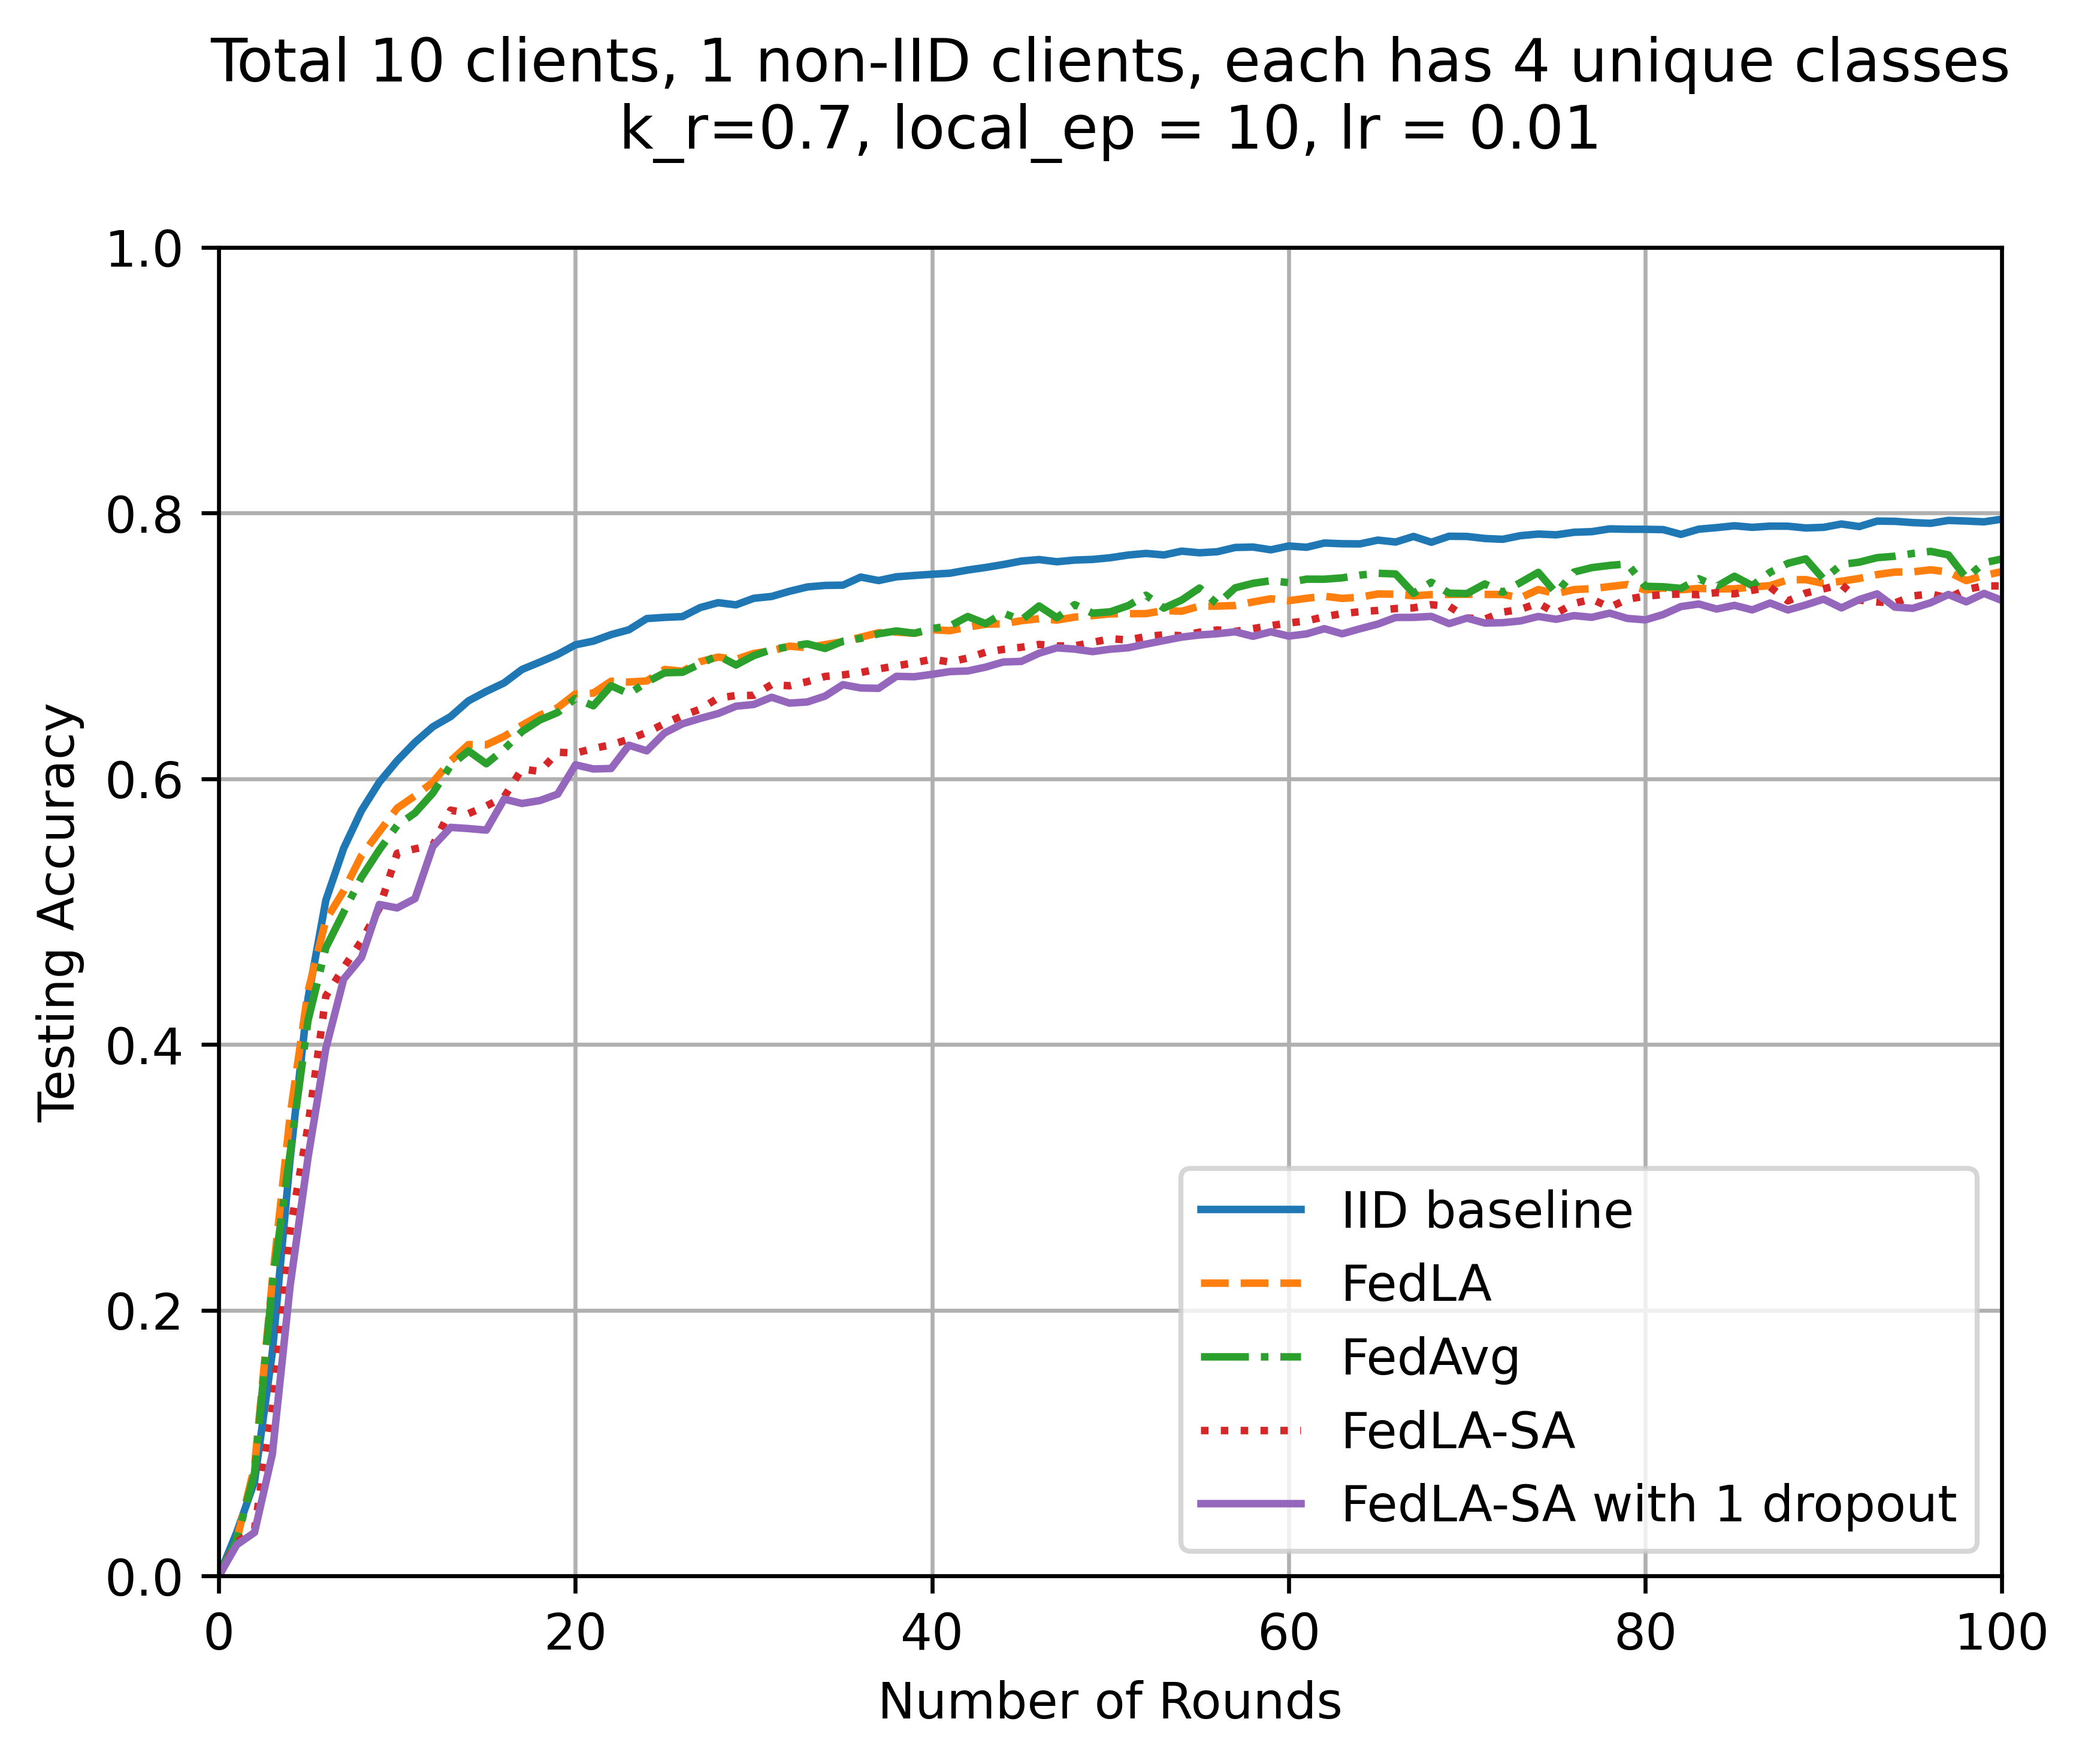 Total 10 clients, 1 non-IID clients, each has 4 unique classes
k_r=0.7, local_ep = 10, lr = 0.01
1.0
0.8
0.6
0.4
0.2
0.0
Testing Accuracy
IID baseline
FedLA
FedAvg
FedLA-SA
FedLA-SA with 1 dropout
0 20 40 60 80 100
Number of Rounds